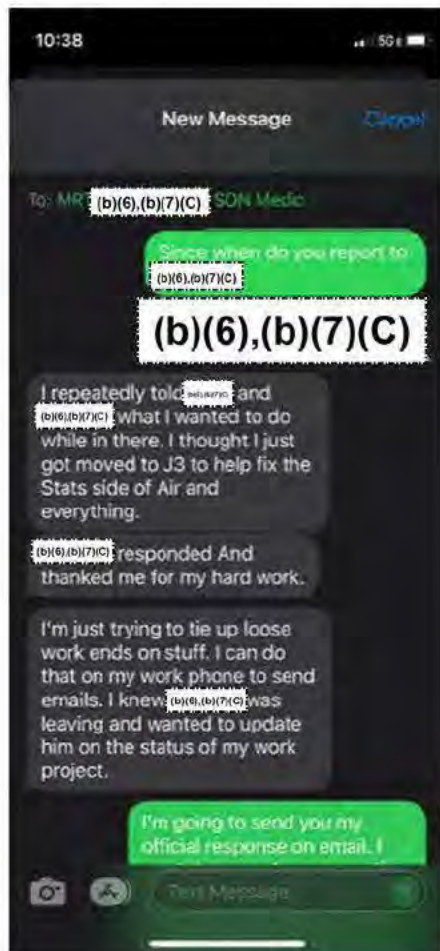 10:38
5G
New Message
Cancel
To: MR (b)(6),(b)(7)(C) SON Medic
Since when do you report to
(b)(6),(b)(7)(C)
(b)(6),(b)(7)(C)
I repeatedly told (b)(6),(b)(7)(C) and
(b)(6),(b)(7)(C) what I wanted to do
while in there. I thought I just
got moved to J3 to help fix the
Stats side of Air and
everything.
(b)(6),(b)(7)(C) responded And
thanked me for my hard work.
I'm just trying to tie up loose
work ends on stuff. I can do
that on my work phone to send
emails. I knew (b)(6),(b)(7)(C) was
leaving and wanted to update
him on the status of my work
project.
I'm going to send you my
official response on email. I
Text Message